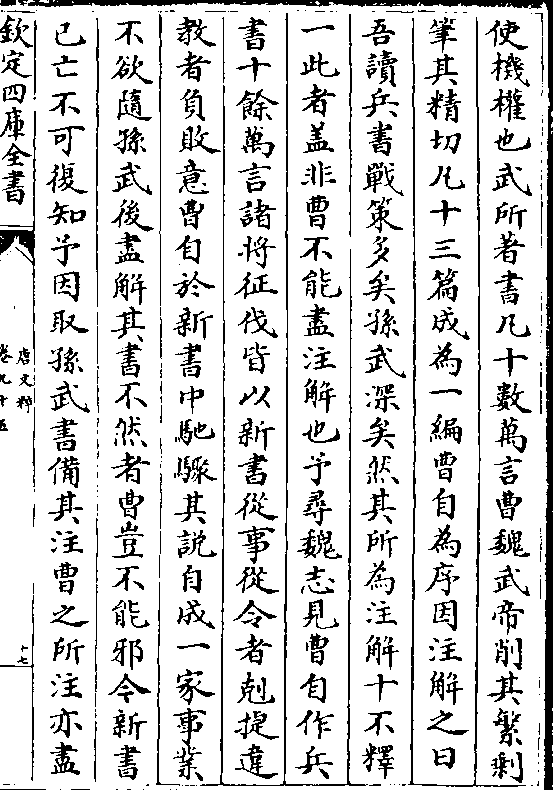 使機權也武所著書凡十數萬言曹魏武帝削其繁剩
筆其精切凡十三篇成為一編曹自為序因注解之曰
吾讀兵書戰策多矣孫武深矣然其所為注解十不釋
一此者蓋非曹不能盡注解也予尋魏志見曹自作兵
書十餘萬言諸將征伐皆以新書從事從令者剋捷違
教者負敗意曹自於新書中馳驟其說自成一家事業
不欲隨孫武後盡解其書不然者曹豈不能邪今新書
已亡不可復知予因取孫武書備其注曹之所注亦盡
欽定四庫全書
唐文粹
卷九十五
十七